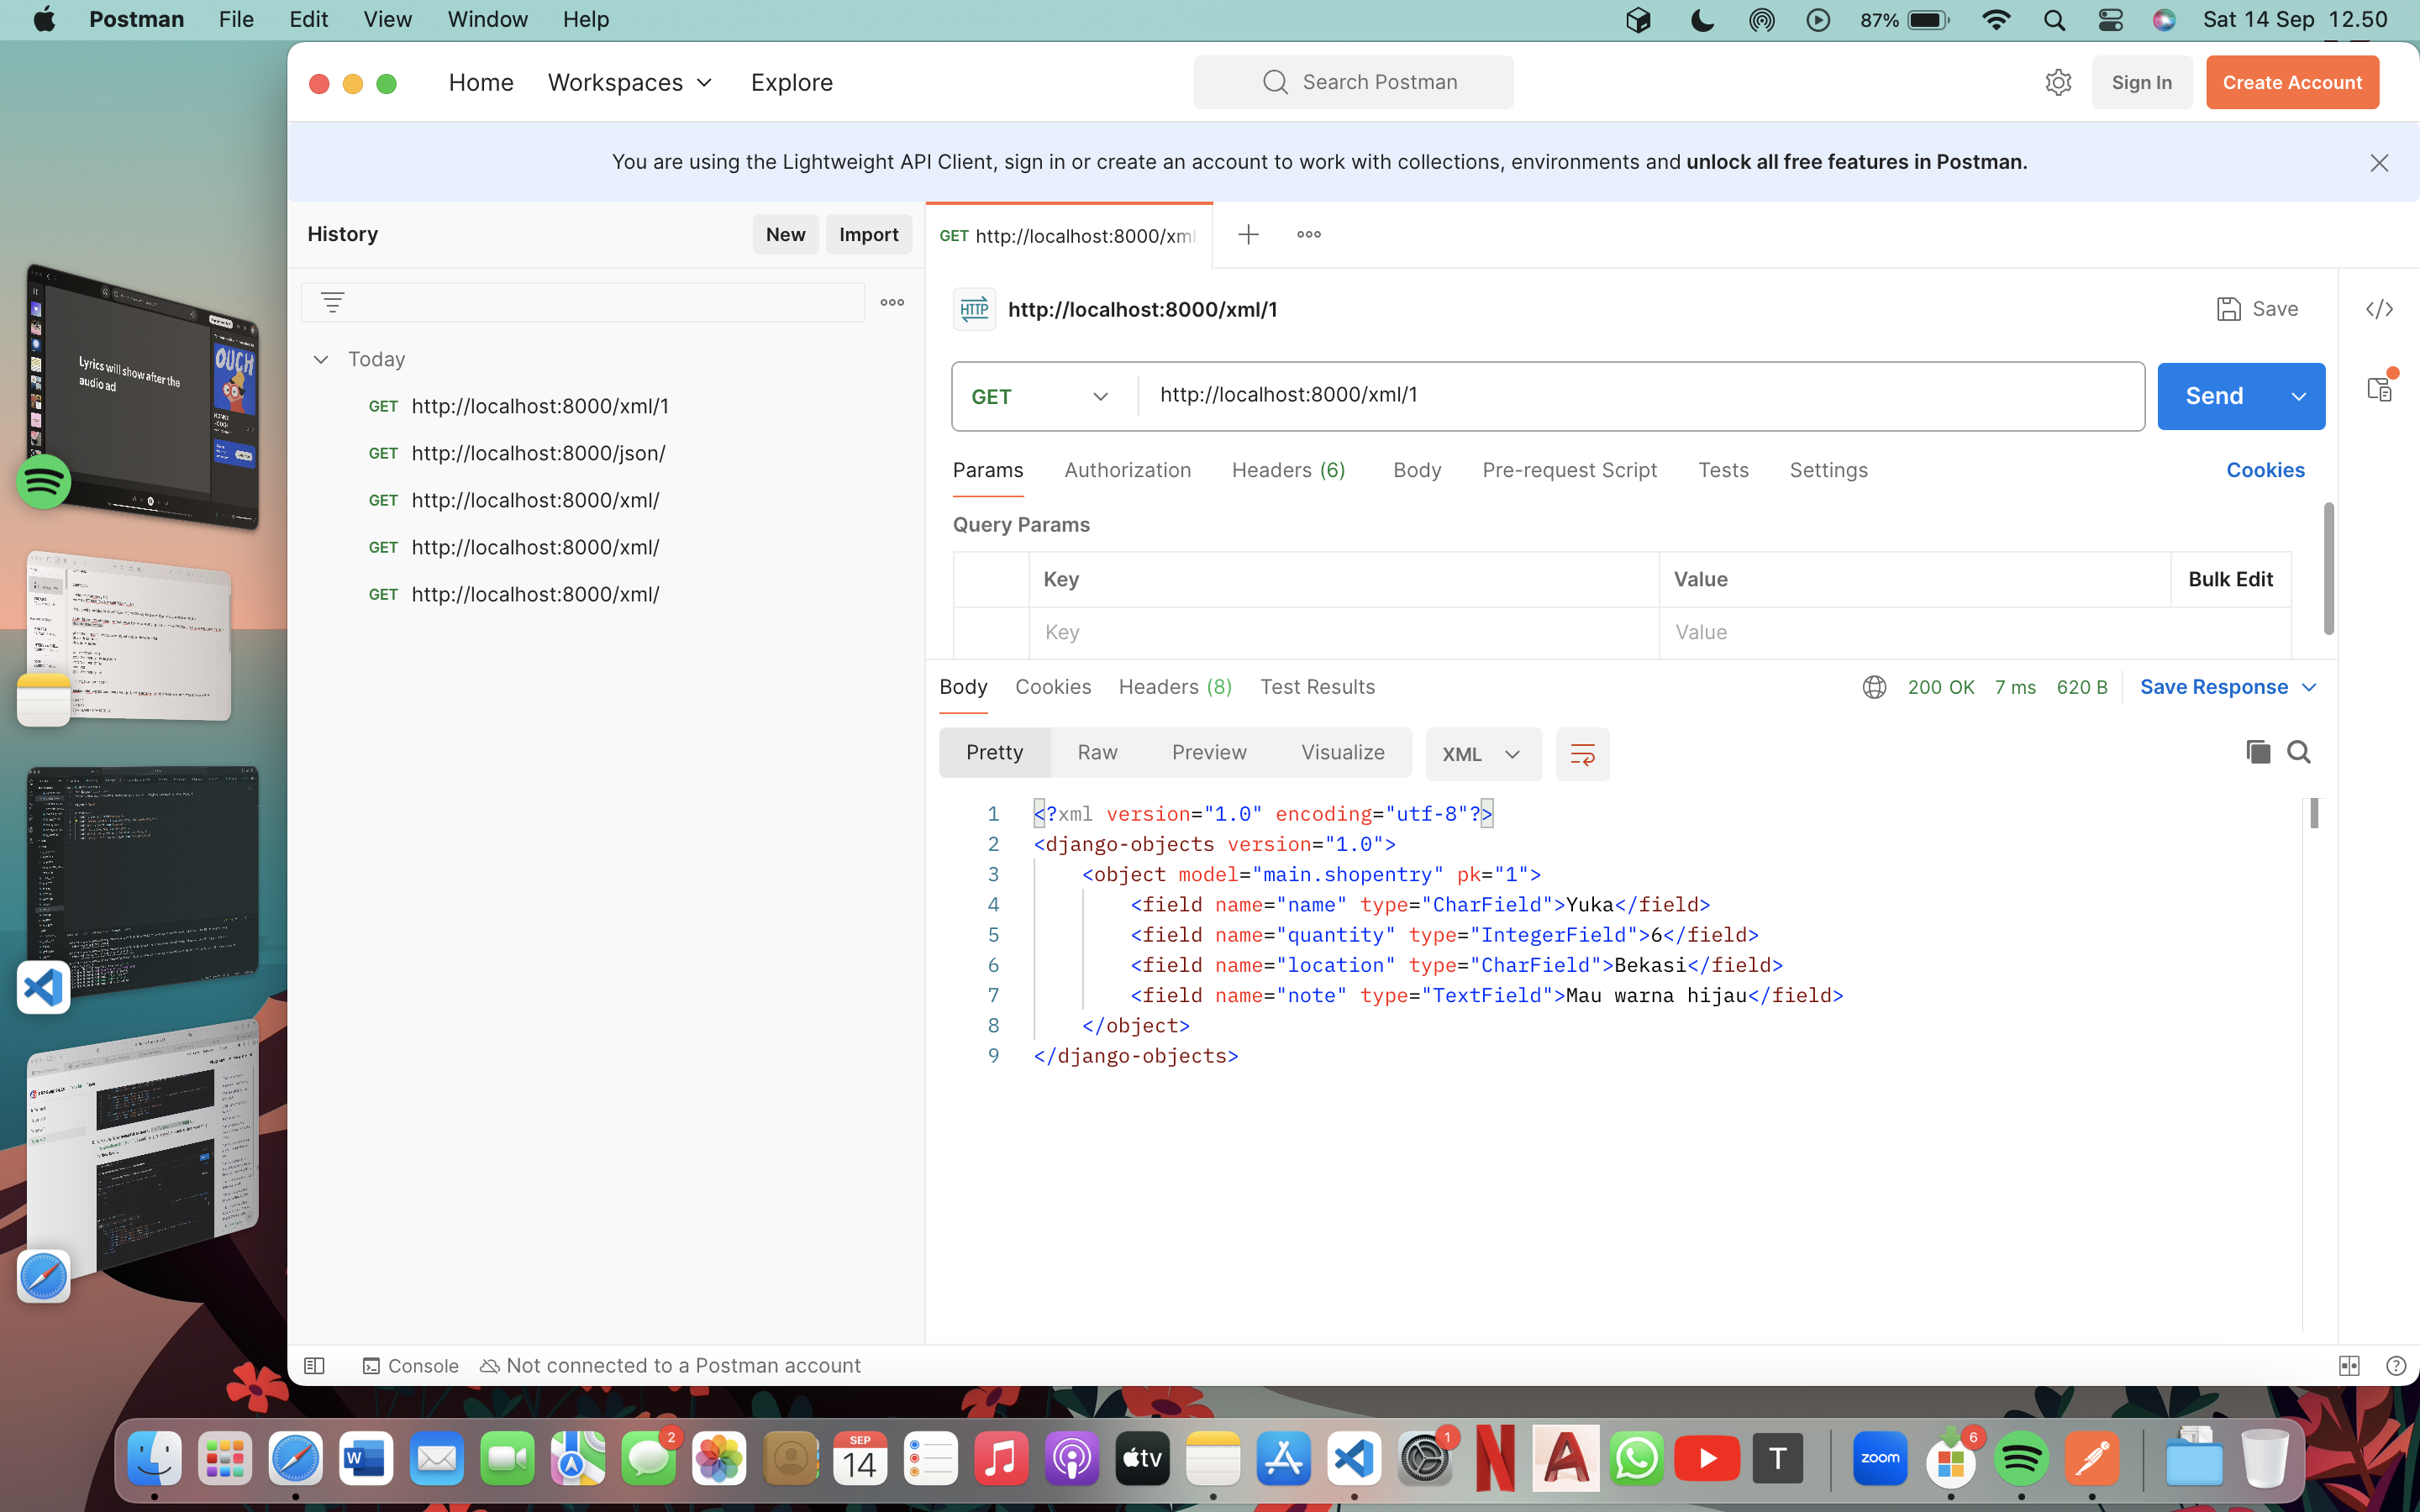 Postman File Edit View Window Help 87% Sat 14 Sep 12.50
Home Workspaces Explore Search Postman Sign In Create Account
You are using the Lightweight API Client, sign in or create an account to work with collections, environments and unlock all free features in Postman.
History New Import
GET http://localhost:8000/xml
Today
GET http://localhost:8000/xml/1
GET http://localhost:8000/json/
GET http://localhost:8000/xml/
GET http://localhost:8000/xml/
GET http://localhost:8000/xml/
HTTP http://localhost:8000/xml/1 Save </>
GET http://localhost:8000/xml/1 Send
Params Authorization Headers (6) Body Pre-request Script Tests Settings Cookies
Query Params
Key Value Bulk Edit
Key Value
Body Cookies Headers (8) Test Results 200 OK 7 ms 620 B Save Response
Pretty Raw Preview Visualize XML
1 <?xml version="1.0" encoding="utf-8"?>
2 <django-objects version="1.0">
3 <object model="main.shopentry" pk="1">
4 <field name="name" type="CharField">Yuka</field>
5 <field name="quantity" type="IntegerField">6</field>
6 <field name="location" type="CharField">Bekasi</field>
7 <field name="note" type="TextField">Mau warna hijau</field>
8 </object>
9 </django-objects>
Console Not connected to a Postman account
Lyrics will show after the
audio ad
OUCH
W 2 SEP 14 tv 1 T zoom 6